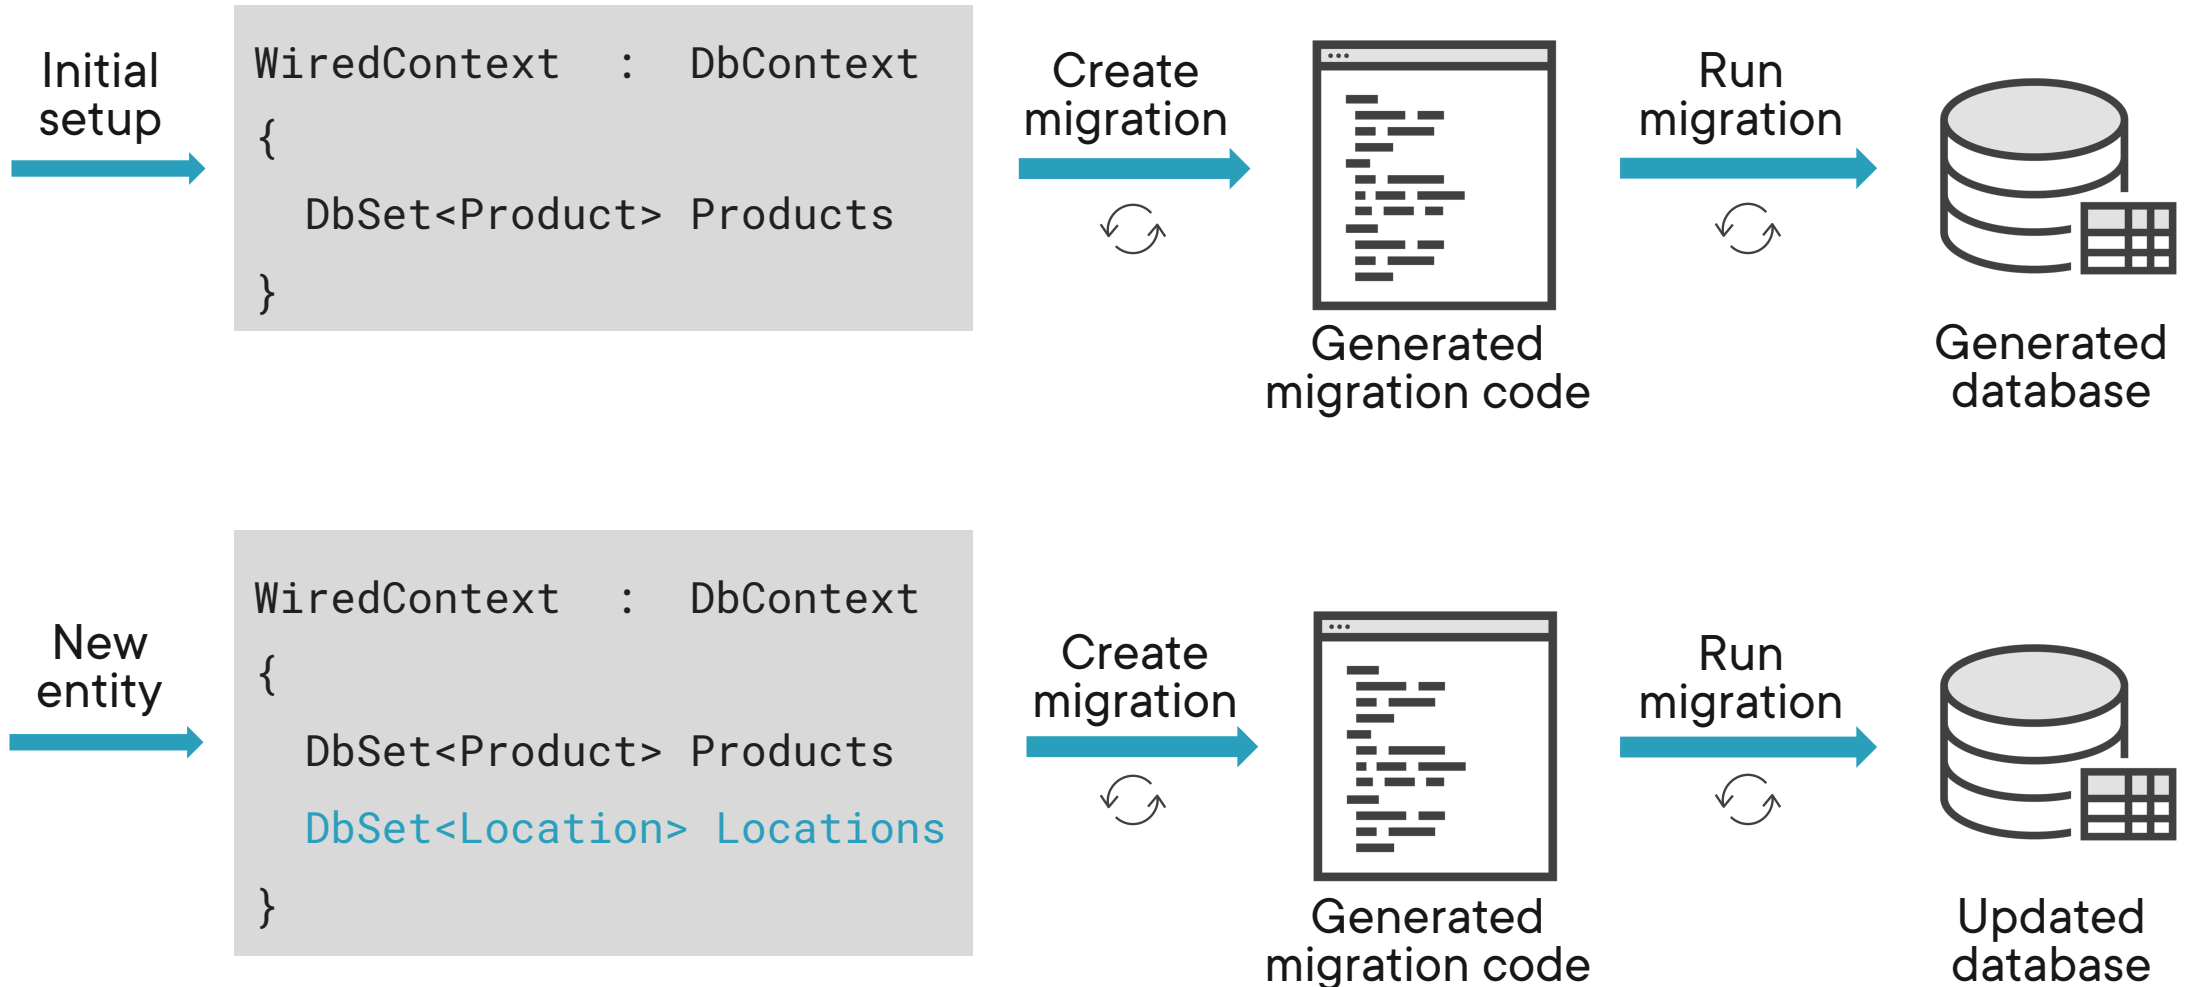 Initial
setup
WiredContext : DbContext
{
DbSet<Product> Products
}
Create
migration
Generated
migration code
Run
migration
Generated
database
New
entity
WiredContext : DbContext
{
DbSet<Product> Products
DbSet<Location> Locations
}
Create
migration
Generated
migration code
Run
migration
Updated
database